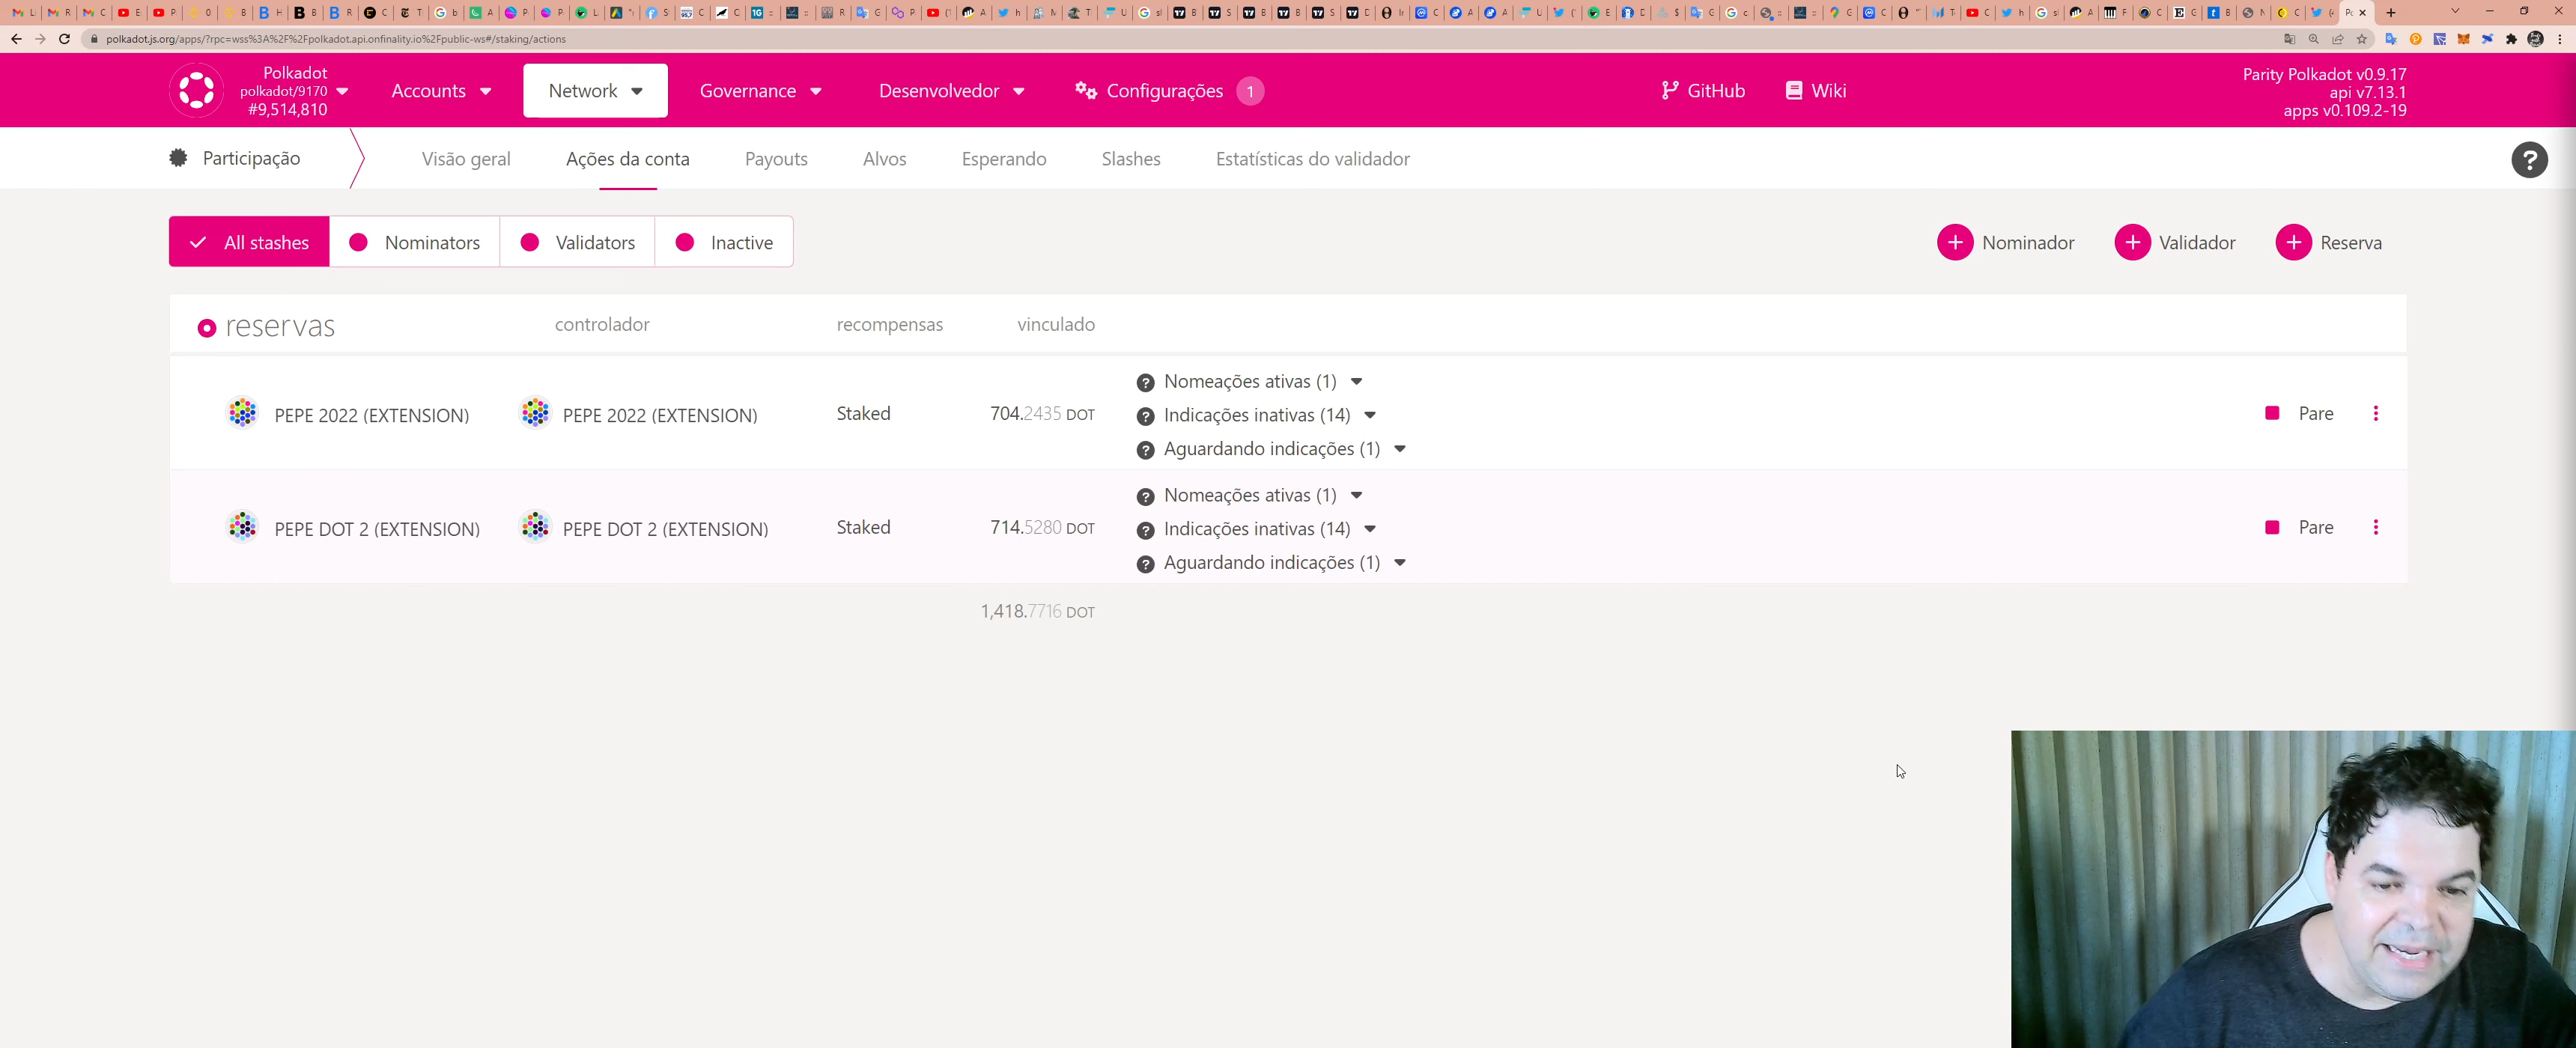 polkadot.js.org/apps/?rpc=wss%3A%2F%2Fpolkadot.api.onfinality.io%2Fpublic-ws#/staking/actions
Polkadot
polkadot/9170
#9,514,810
Accounts
Network
Governance
Desenvolvedor
Configurações 1
GitHub
Wiki
Parity Polkadot v0.9.17
api v7.13.1
apps v0.109.2-19
Participação
Visão geral
Ações da conta
Payouts
Alvos
Esperando
Slashes
Estatísticas do validador
?
All stashes
Nominators
Validators
Inactive
Nominador
Validador
Reserva
reservas controlador recompensas vinculado
PEPE 2022 (EXTENSION) PEPE 2022 (EXTENSION) Staked 704.2435 DOT
Nomeações ativas (1)
Indicações inativas (14)
Aguardando indicações (1)
Pare
PEPE DOT 2 (EXTENSION) PEPE DOT 2 (EXTENSION) Staked 714.5280 DOT
Nomeações ativas (1)
Indicações inativas (14)
Aguardando indicações (1)
Pare
1,418.7716 DOT